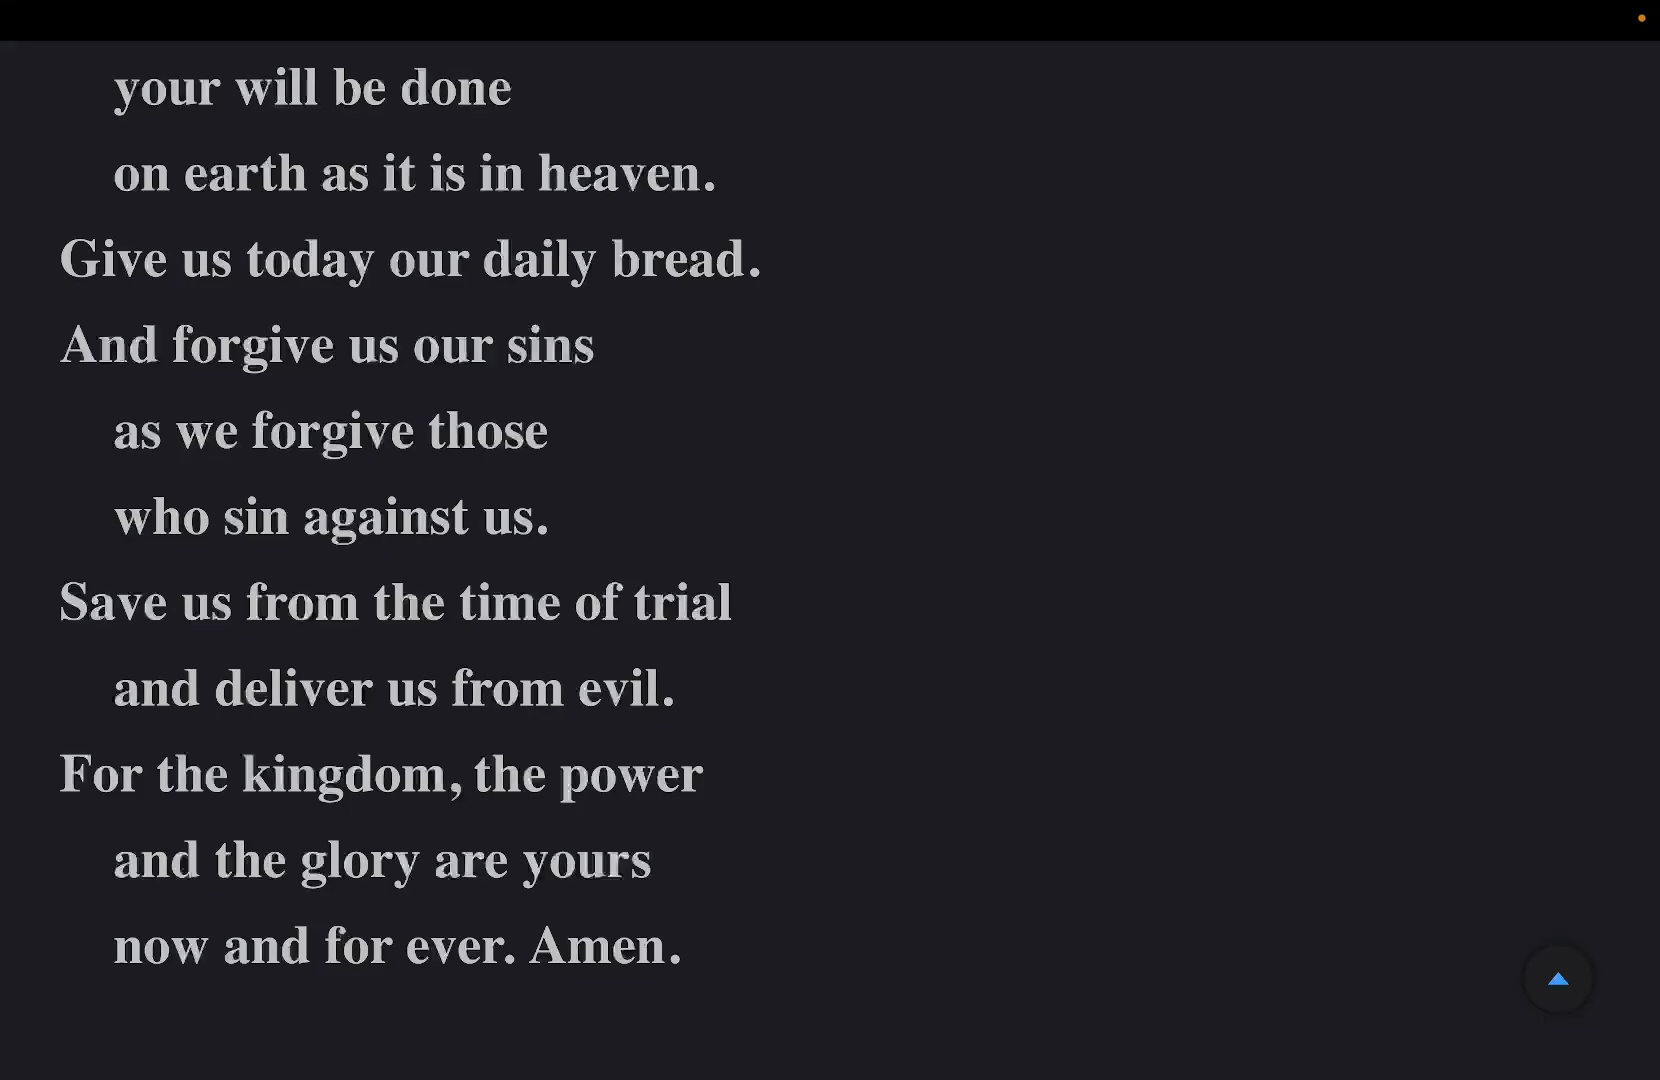 your will be done
on earth as it is in heaven.
Give us today our daily bread.
And forgive us our sins
as we forgive those
who sin against us.
Save us from the time of trial
and deliver us from evil.
For the kingdom, the power
and the glory are yours
now and for ever. Amen.